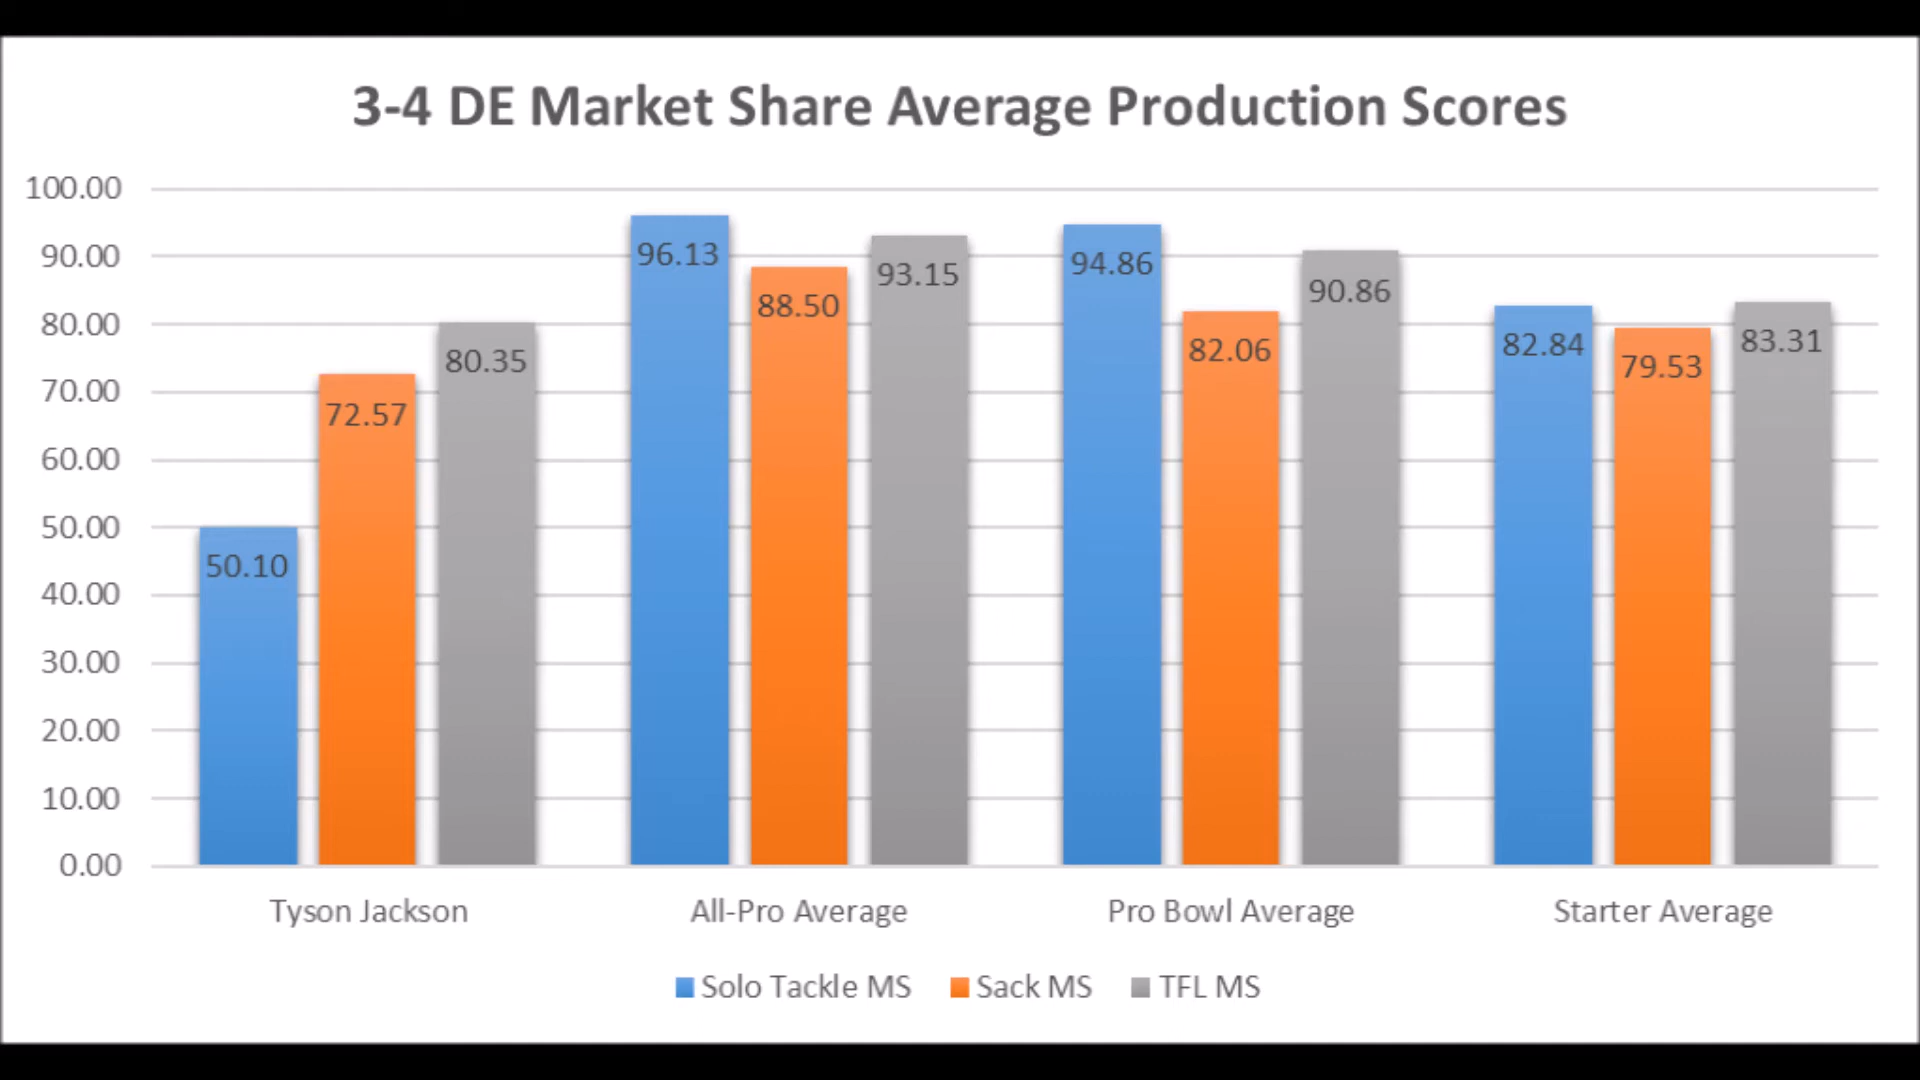 3-4 DE Market Share Average Production Scores
100.00
90.00
80.00
70.00
60.00
50.00
40.00
30.00
20.00
10.00
0.00
50.10
72.57
80.35
96.13
88.50
93.15
94.86
82.06
90.86
82.84
79.53
83.31
Tyson Jackson
All-Pro Average
Pro Bowl Average
Starter Average
Solo Tackle MS
Sack MS
TFL MS